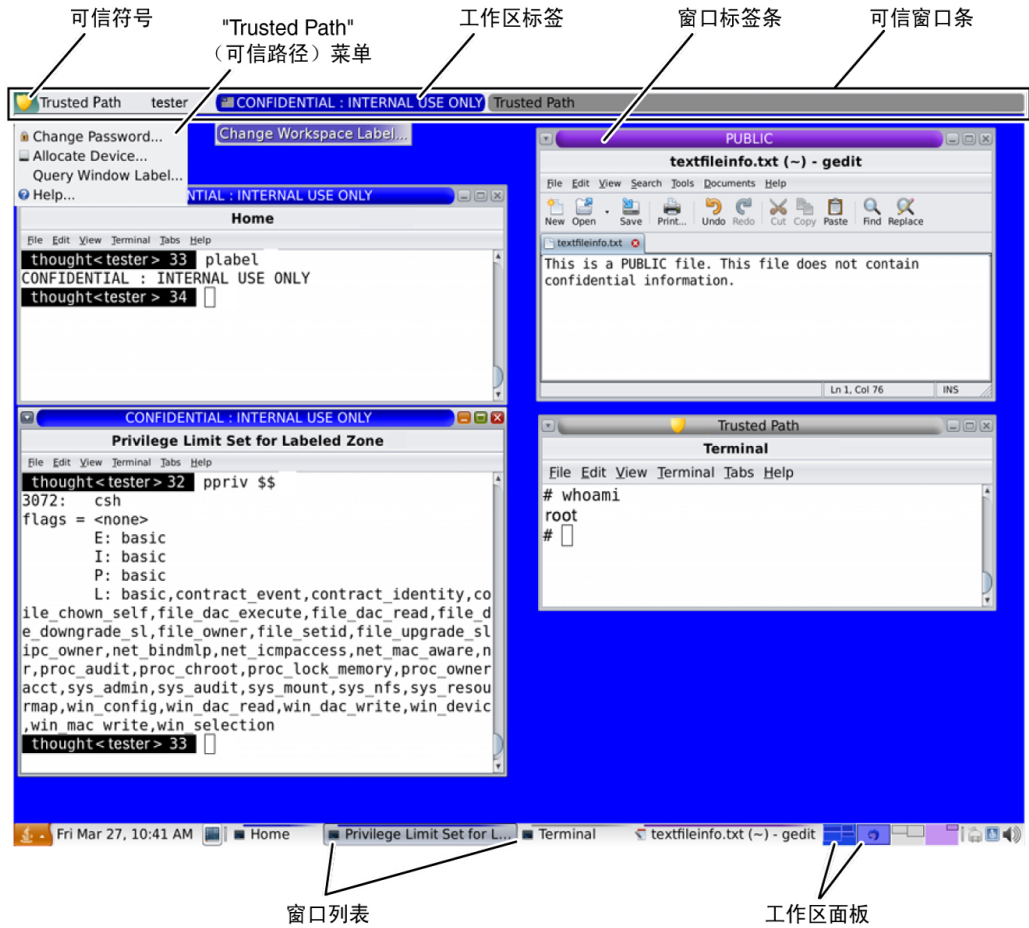 可信符号
"Trusted Path"
（可信路径）菜单
工作区标签
窗口标签条
可信窗口条
Trusted Path tester CONFIDENTIAL : INTERNAL USE ONLY Trusted Path
Change Password...
Allocate Device...
Query Window Label...
Help...
Change Workspace Label...
NTIAL : INTERNAL USE ONLY
Home
File Edit View Terminal Tabs Help
thought<tester> 33 plabel
CONFIDENTIAL : INTERNAL USE ONLY
thought<tester > 34
PUBLIC
textfileinfo.txt (~) - gedit
File Edit View Search Tools Documents Help
New Open Save Print... Undo Redo Cut Copy Paste Find Replace
textfileinfo.txt
This is a PUBLIC file. This file does not contain
confidential information.
Ln 1, Col 76 INS
CONFIDENTIAL : INTERNAL USE ONLY
Privilege Limit Set for Labeled Zone
File Edit View Terminal Tabs Help
thought<tester> 32 ppriv $$
3072: csh
flags = <none>
E: basic
I: basic
P: basic
L: basic,contract_event,contract_identity,co
ile_chown_self,file_dac_execute,file_dac_read,file_d
e_downgrade_sl,file_owner,file_setid,file_upgrade_sl
ipc_owner,net_bindmlp,net_icmpaccess,net_mac_aware,n
r,proc_audit,proc_chroot,proc_lock_memory,proc_owner
acct,sys_admin,sys_audit,sys_mount,sys_nfs,sys_resou
rmap,win_config,win_dac_read,win_dac_write,win_devic
,win_mac write,win_selection
thought<tester> 33
Trusted Path
Terminal
File Edit View Terminal Tabs Help
# whoami
root
#
Fri Mar 27, 10:41 AM Home Privilege Limit Set for L... Terminal textfileinfo.txt (~) - gedit
窗口列表
工作区面板